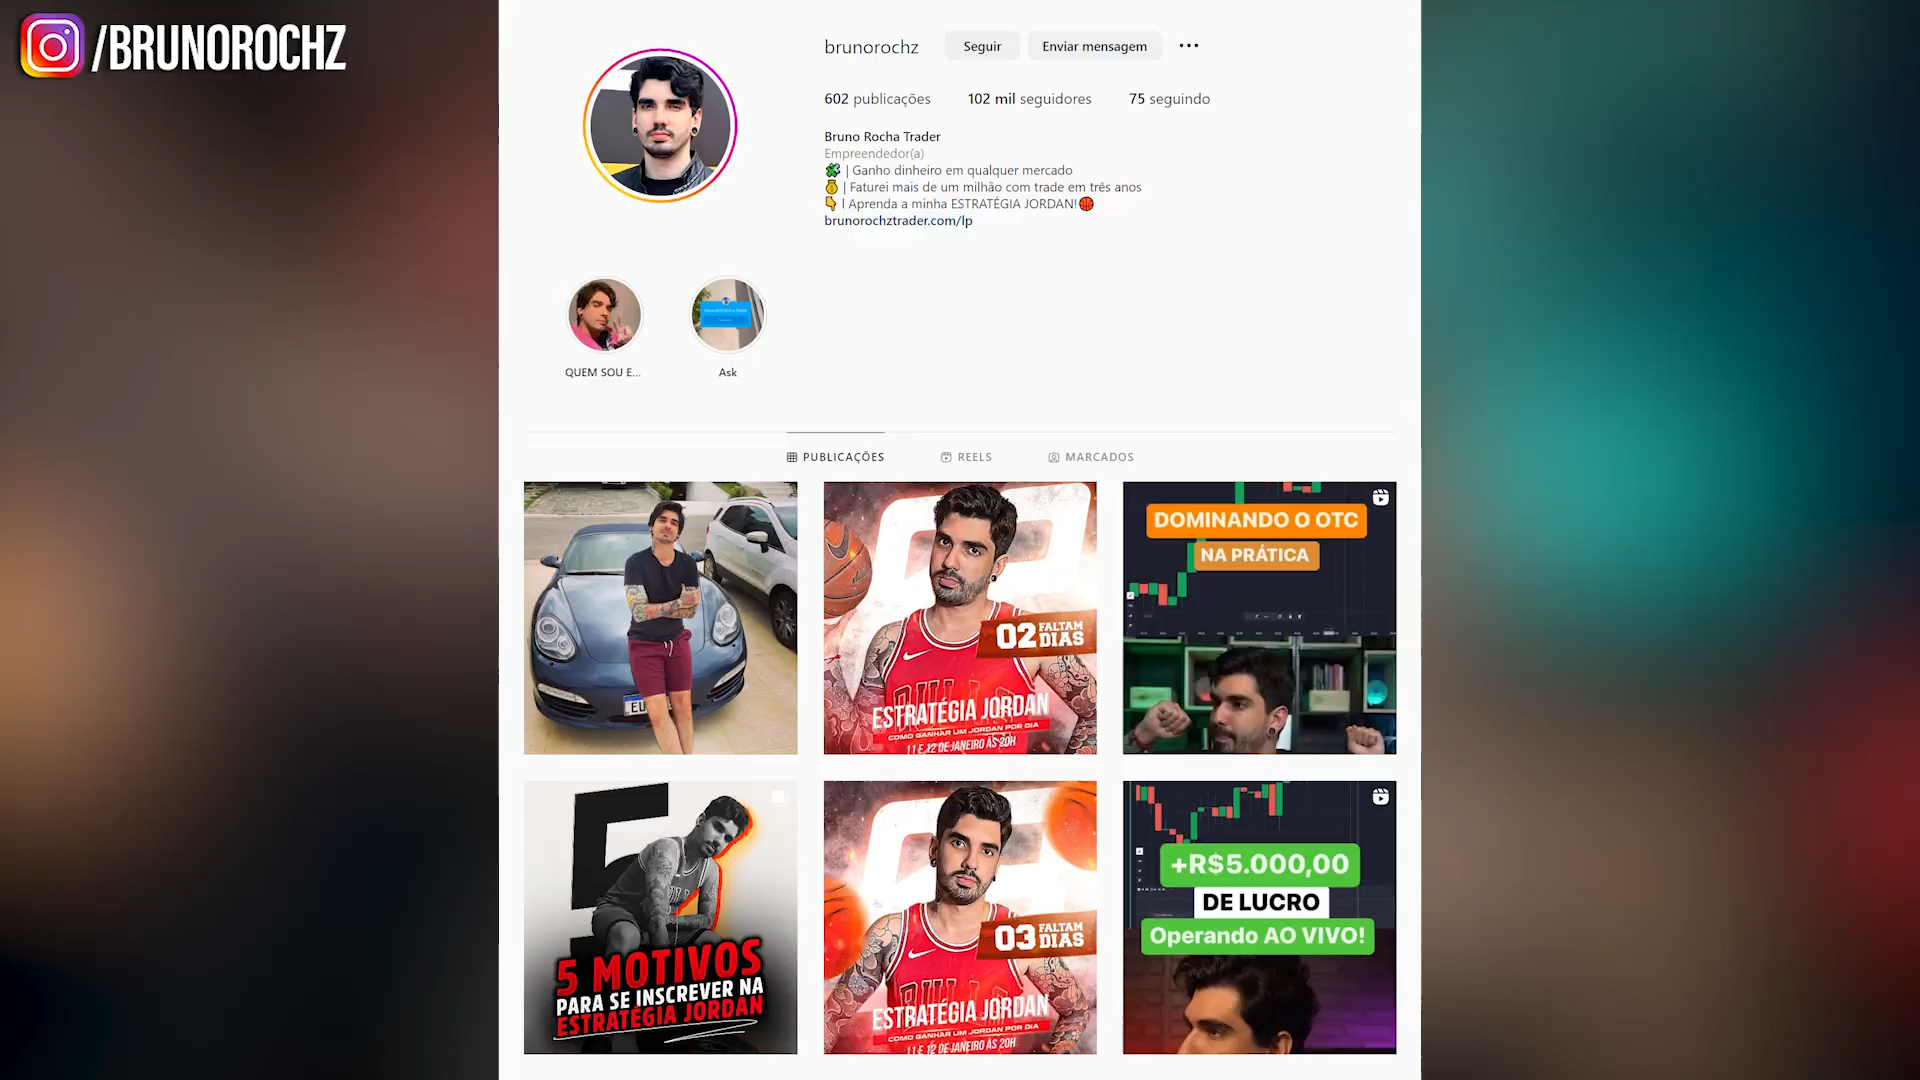 /BRUNOROCHZ
brunorochz
Seguir
Enviar mensagem
602 publicações
102 mil seguidores
75 seguindo
Bruno Rocha Trader
Empreendedor(a)
| Ganho dinheiro em qualquer mercado
| Faturei mais de um milhão com trade em três anos
| Aprenda a minha ESTRATÉGIA JORDAN!
brunorochztrader.com/lp
QUEM SOU E...
Ask
PUBLICAÇÕES
REELS
MARCADOS
EU
02 FALTAM DIAS
ESTRATÉGIA JORDAN
COMO GANHAR UM JORDAN POR DIA
11 E 12 DE JANEIRO ÀS 20H
DOMINANDO O OTC
NA PRÁTICA
5
5 MOTIVOS
PARA SE INSCREVER NA
ESTRATÉGIA JORDAN
03 FALTAM DIAS
ESTRATÉGIA JORDAN
COMO GANHAR UM JORDAN POR DIA
11 E 12 DE JANEIRO ÀS 20H
+R$5.000,00
DE LUCRO
Operando AO VIVO!